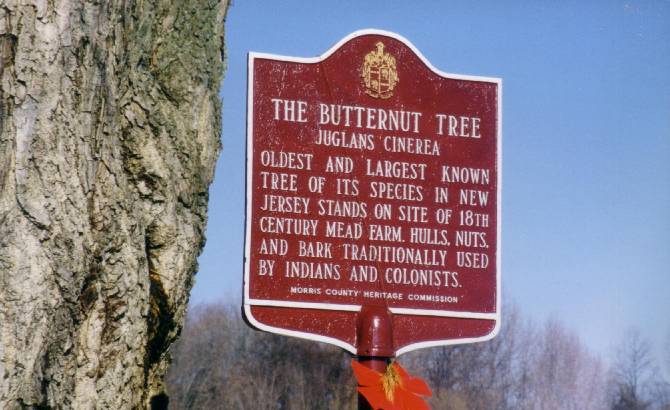 THE BUTTERNUT TREE
JUGLANS CINEREA
OLDEST AND LARGEST KNOWN
TREE OF ITS SPECIES IN NEW
JERSEY STANDS ON SITE OF 18TH
CENTURY MEAD FARM. HULLS, NUTS,
AND BARK TRADITIONALLY USED
BY INDIANS AND COLONISTS.
MORRIS COUNTY HERITAGE COMMISSION